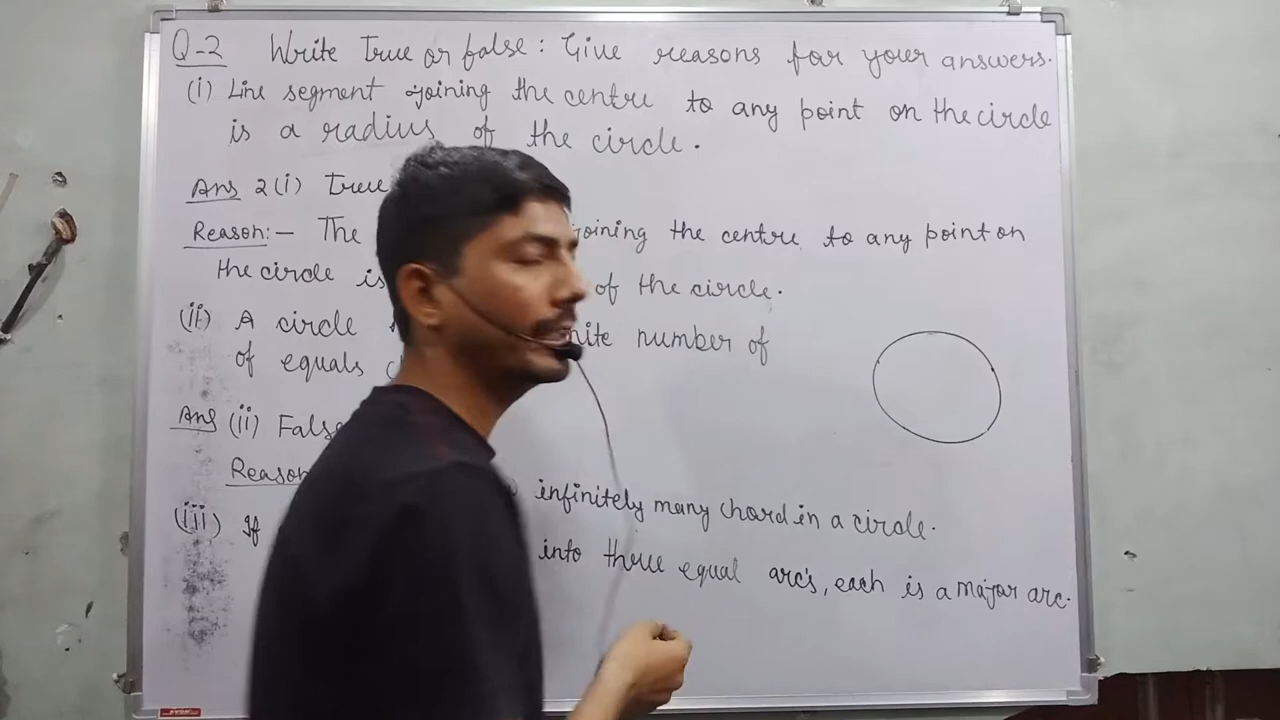 Q-2 Write True or false: Give reasons for your answers.
(i) Line segment joining the centre to any point on the circle
is a radius of the circle.
Ans 2(i) True
Reason:- The joining the centre to any point on
the circle is of the circle.
(ii) A circle number of
of equals
Ans (ii) False
Reason infinitely many chord in a circle.
(iii) If into three equal arc's, each is a major arc.